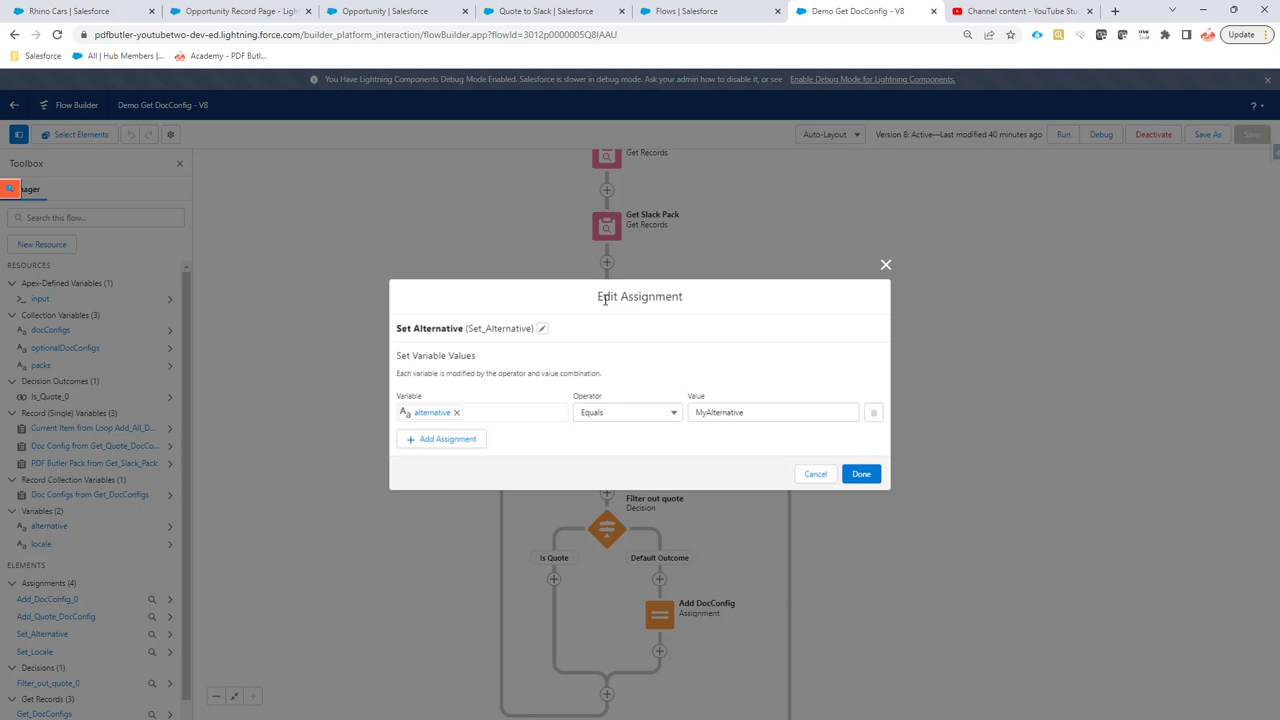 Rhino Cars | Salesforce
Opportunity Record Page - Light
Opportunity | Salesforce
Quote to Slack | Salesforce
Flows | Salesforce
Demo Get DocConfig - V8
Channel content - YouTube Stu
pdfbutler-youtubetwo-dev-ed.lightning.force.com/builder_platform_interaction/flowBuilder.app?flowId=3012p0000005Q8IAAU
Update
Salesforce
All | Hub Members |...
Academy - PDF Butl...
You Have Lightning Components Debug Mode Enabled. Salesforce is slower in debug mode. Ask your admin how to disable it, or see
Enable Debug Mode for Lightning Components.
Flow Builder
Demo Get DocConfig - V8
?
Select Elements
Auto-Layout
Version 8: Active—Last modified 40 minutes ago
Run
Debug
Deactivate
Save As
Save
Toolbox
nager
Search this flow...
New Resource
RESOURCES
Apex-Defined Variables (1)
input
Collection Variables (3)
docConfigs
optionalDocConfigs
packs
Decision Outcomes (1)
Is_Quote_0
Record (Single) Variables (3)
Current Item from Loop Add_All_D...
Doc Config from Get_Quote_DocCo...
PDF Butler Pack from Get_Slack_Pack
Record Collection Variables (1)
Doc Configs from Get_DocConfigs
Variables (2)
alternative
locale
ELEMENTS
Assignments (4)
Add_DocConfig_0
Add_Quote_DocConfig
Set_Alternative
Set_Locale
Decisions (1)
Filter_out_quote_0
Get Records (3)
Get_DocConfigs
Get Records
Get Slack Pack
Get Records
Edit Assignment
Set Alternative (Set_Alternative)
Set Variable Values
Each variable is modified by the operator and value combination.
Variable
Operator
Value
Aa alternative
Equals
MyAlternative
+ Add Assignment
Cancel
Done
Filter out quote
Decision
Is Quote
Default Outcome
Add DocConfig
Assignment